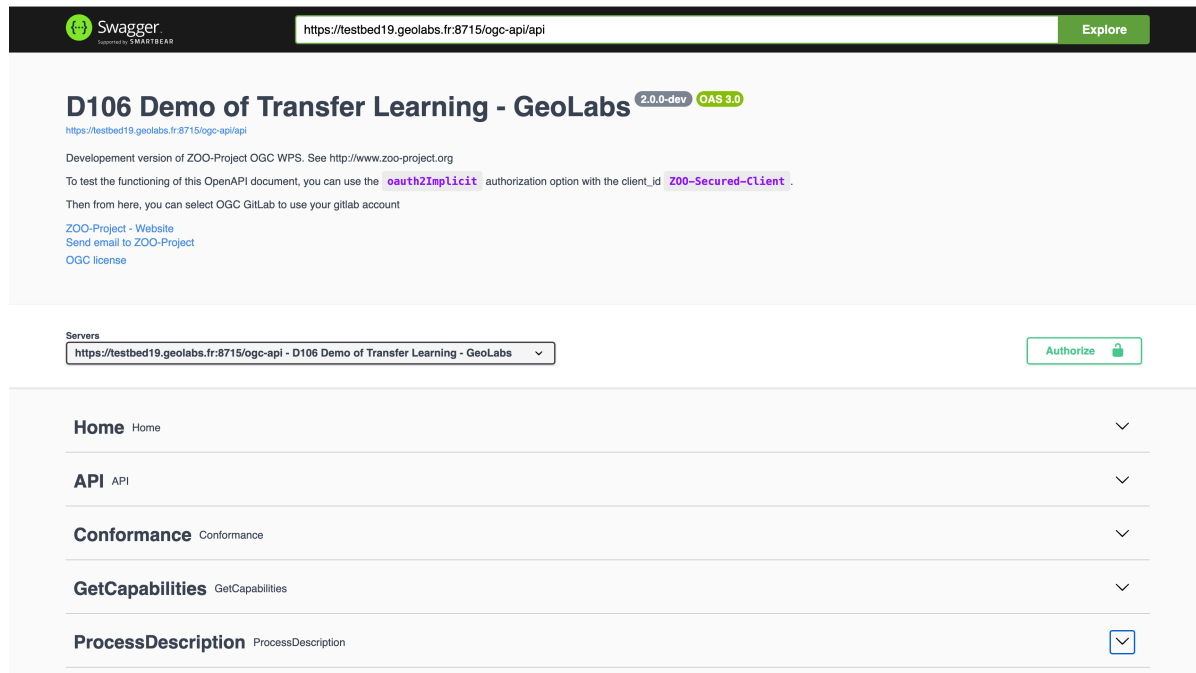 Swagger.
Supported by SMARTBEAR
https://testbed19.geolabs.fr:8715/ogc-api/api
Explore
D106 Demo of Transfer Learning - GeoLabs 2.0.0-dev OAS 3.0
https://testbed19.geolabs.fr:8715/ogc-api/api
Developement version of ZOO-Project OGC WPS. See http://www.zoo-project.org
To test the functioning of this OpenAPI document, you can use the oauth2Implicit authorization option with the client_id ZOO-Secured-Client .
Then from here, you can select OGC GitLab to use your gitlab account
ZOO-Project - Website
Send email to ZOO-Project
OGC license
Servers
https://testbed19.geolabs.fr:8715/ogc-api - D106 Demo of Transfer Learning - GeoLabs
Authorize
Home Home
API API
Conformance Conformance
GetCapabilities GetCapabilities
ProcessDescription ProcessDescription